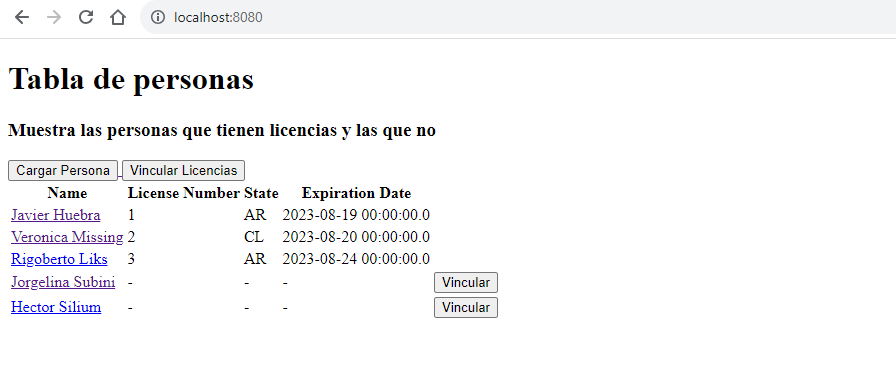 localhost:8080
Tabla de personas
Muestra las personas que tienen licencias y las que no
Cargar Persona Vincular Licencias
Name License Number State Expiration Date
Javier Huebra 1 AR 2023-08-19 00:00:00.0
Veronica Missing 2 CL 2023-08-20 00:00:00.0
Rigoberto Liks 3 AR 2023-08-24 00:00:00.0
Jorgelina Subini - - - Vincular
Hector Silium - - - Vincular